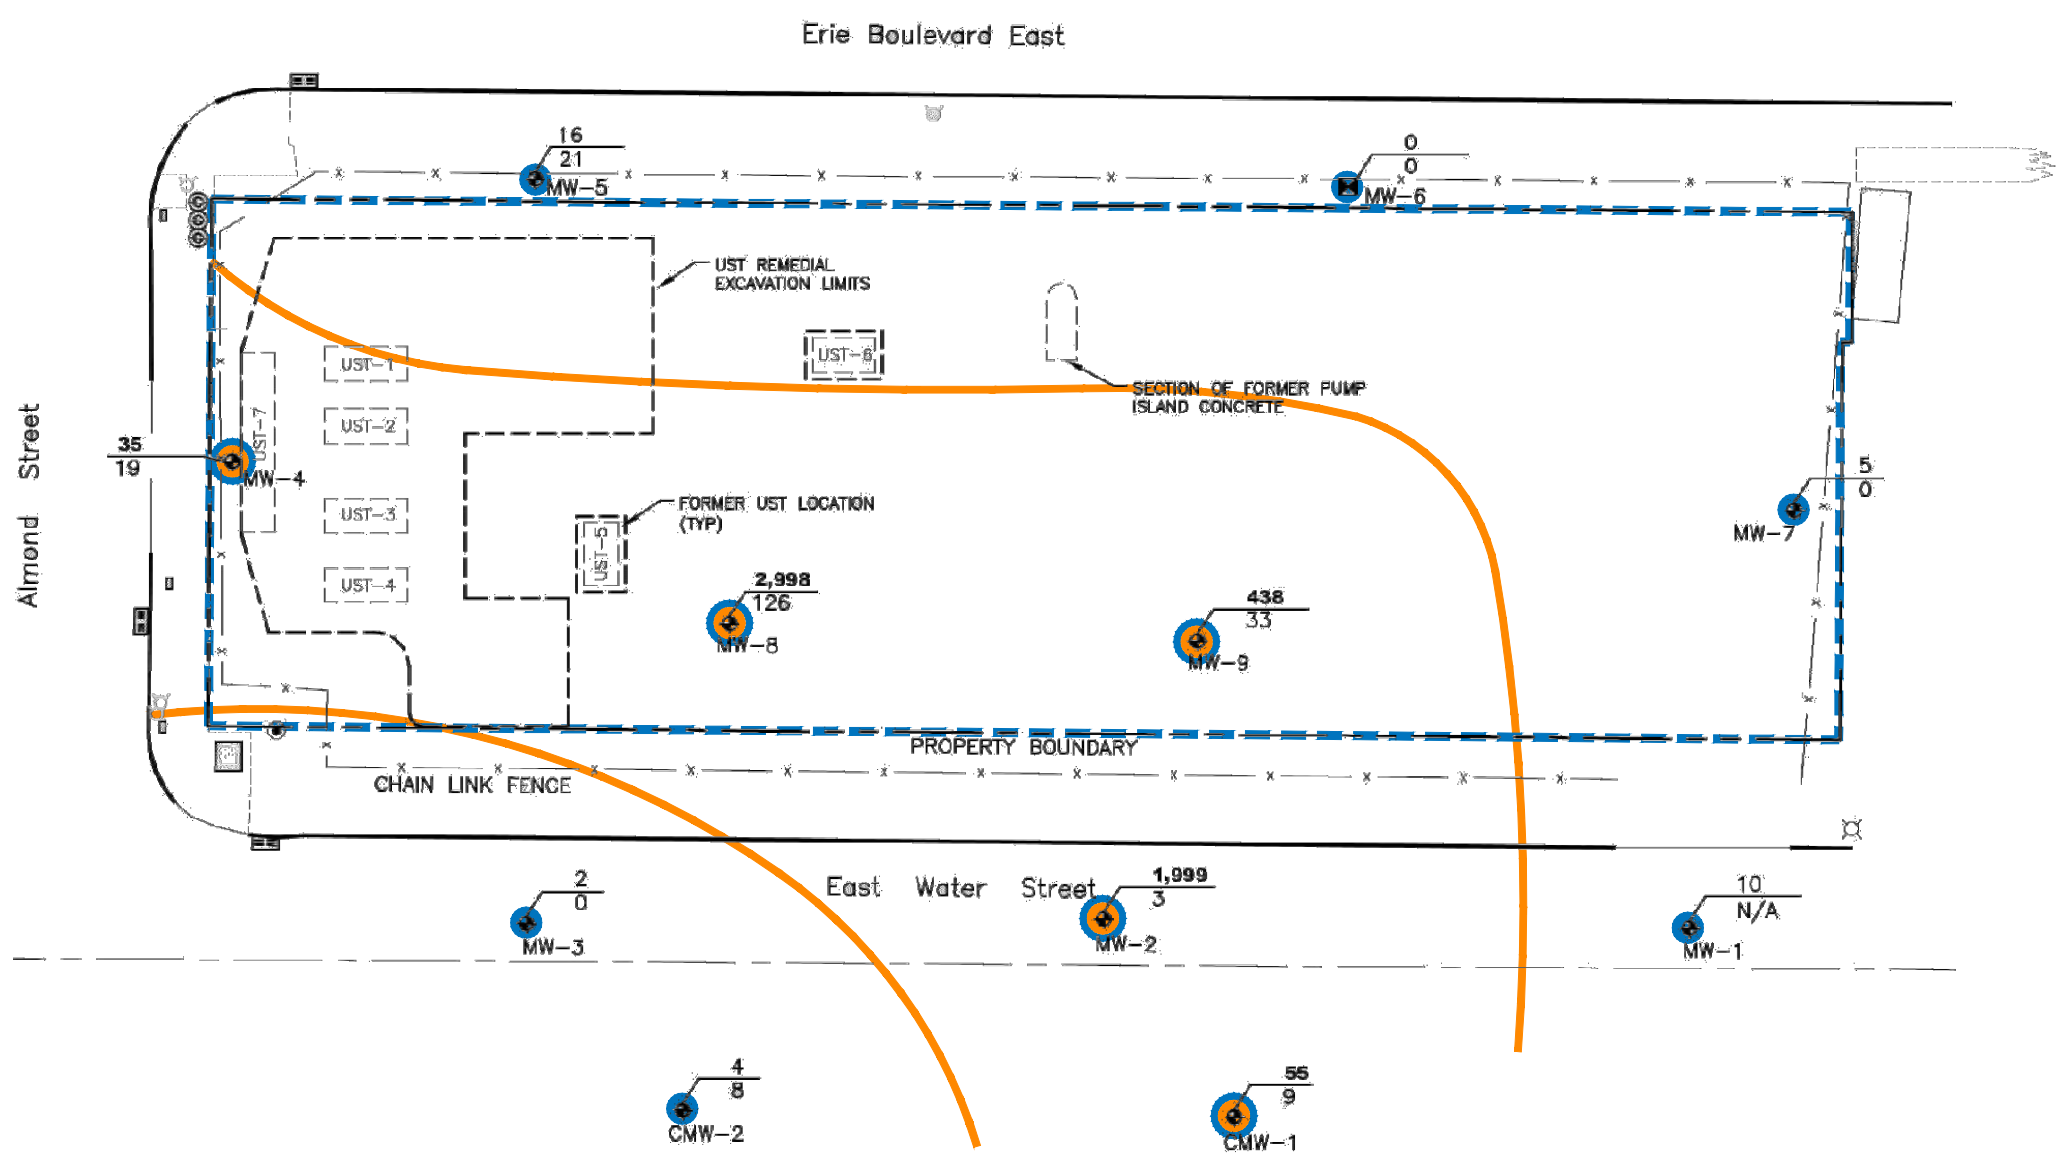 Erie Boulevard East
16
21
MW-5
0
0
MW-6
UST REMEDIAL
EXCAVATION LIMITS
UST-1
UST-6
SECTION OF FORMER PUMP
ISLAND CONCRETE
UST-2
UST-7
35
19
MW-4
Almond Street
5
0
MW-7
UST-3
FORMER UST LOCATION
(TYP)
UST-5
UST-4
2,998
126
MW-8
438
33
MW-9
PROPERTY BOUNDARY
CHAIN LINK FENCE
East Water Street
2
0
MW-3
1,999
3
MW-2
10
N/A
MW-1
4
8
CMW-2
55
9
CMW-1